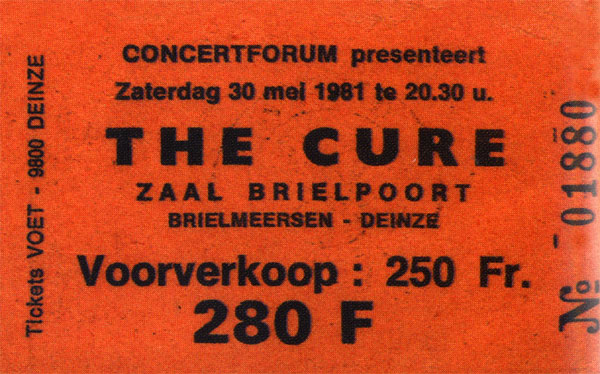 CONCERTFORUM presenteert
Zaterdag 30 mei 1981 te 20.30 u.
THE CURE
ZAAL BRIELPOORT
BRIELMEERSEN - DEINZE
Voorverkoop : 250 Fr.
280 F
Tickets VOET - 9800 DEINZE
№ 01880